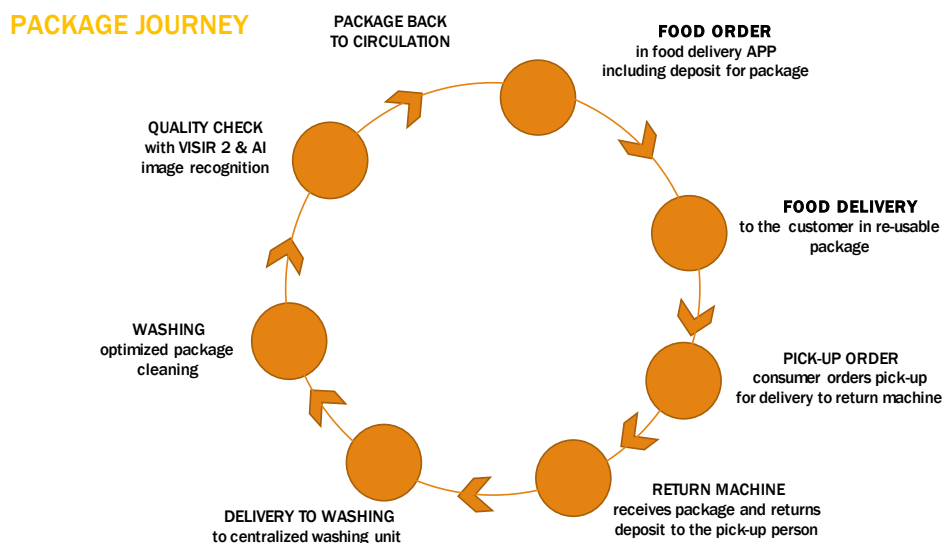 PACKAGE JOURNEY
PACKAGE BACK
TO CIRCULATION
FOOD ORDER
in food delivery APP
including deposit for package
FOOD DELIVERY
to the customer in re-usable
package
PICK-UP ORDER
consumer orders pick-up
for delivery to return machine
RETURN MACHINE
receives package and returns
deposit to the pick-up person
DELIVERY TO WASHING
to centralized washing unit
WASHING
optimized package
cleaning
QUALITY CHECK
with VISIR 2 & AI
image recognition